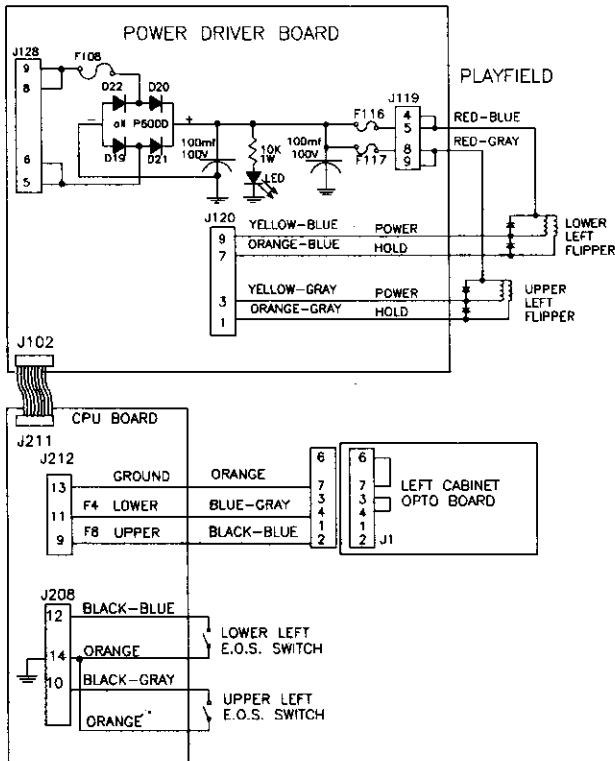 POWER DRIVER BOARD
J128
F108
9
8
6
5
D22
D20
P600D
D19
D21
-
+
100mf
100V
10K
1W
LED
100mf
100V
F116
F117
J119
4
5
8
9
PLAYFIELD
RED-BLUE
RED-GRAY
J120
9
7
3
1
YELLOW-BLUE
POWER
ORANGE-BLUE
HOLD
LOWER
LEFT
FLIPPER
YELLOW-GRAY
POWER
ORANGE-GRAY
HOLD
UPPER
LEFT
FLIPPER
J102
J211
CPU BOARD
J212
13
11
9
GROUND
ORANGE
F4 LOWER
BLUE-GRAY
F8 UPPER
BLACK-BLUE
6
7
3
4
1
2
6
7
3
4
1
2
J1
LEFT CABINET
OPTO BOARD
J208
12
14
10
BLACK-BLUE
ORANGE
LOWER LEFT
E.O.S. SWITCH
BLACK-GRAY
ORANGE
UPPER LEFT
E.O.S. SWITCH